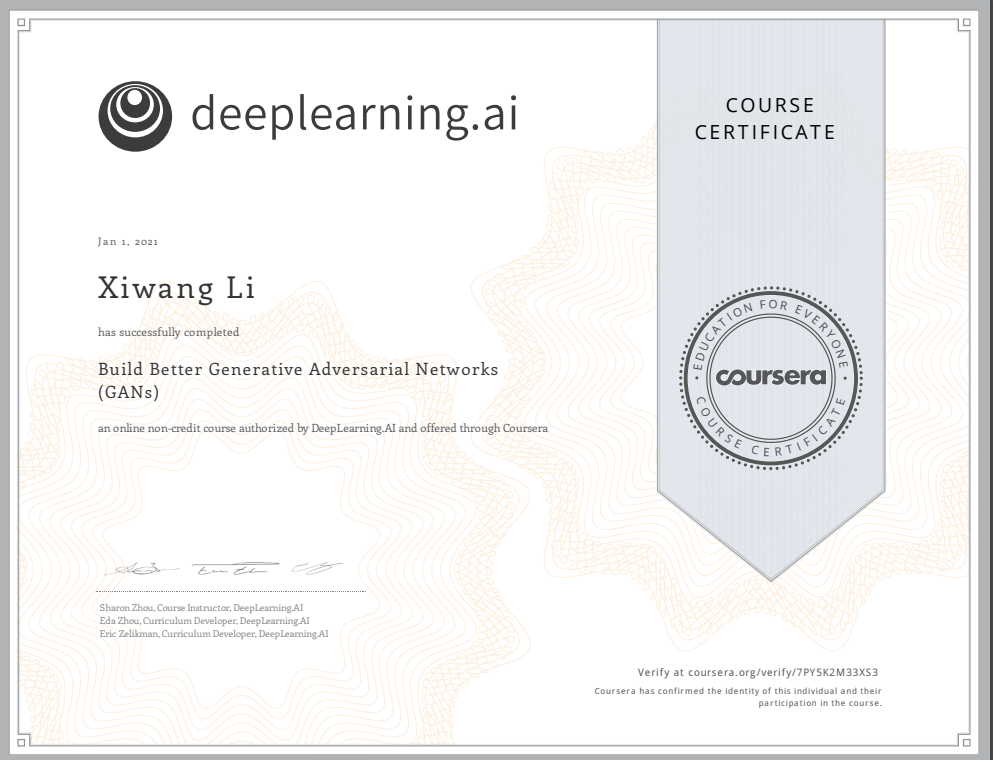 deeplearning.ai
COURSE
CERTIFICATE
Jan 1, 2021
Xiwang Li
has successfully completed
Build Better Generative Adversarial Networks
(GANs)
an online non-credit course authorized by DeepLearning.AI and offered through Coursera
EDUCATION FOR EVERYONE
coursera
COURSE CERTIFICATE
Sharon Zhou, Course Instructor, DeepLearning.AI
Eda Zhou, Curriculum Developer, DeepLearning.AI
Eric Zelikman, Curriculum Developer, DeepLearning.AI
Verify at coursera.org/verify/7PY5K2M33XS3
Coursera has confirmed the identity of this individual and their
participation in the course.